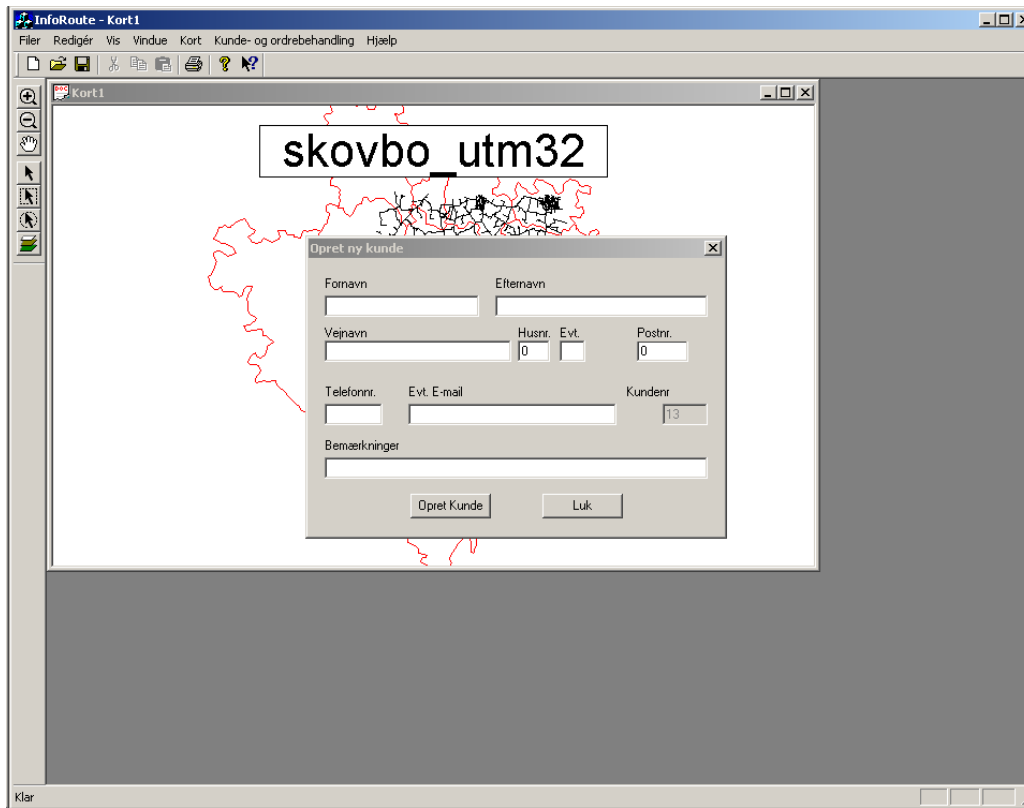 InfoRoute - Kort1
Filer Redigér Vis Vindue Kort Kunde- og ordrebehandling Hjælp
Kort1
skovbo_utm32
Opret ny kunde
Fornavn Efternavn
Vejnavn Husnr. Evt. Postnr.
0 0
Telefonnr. Evt. E-mail Kundenr
13
Bemærkninger
Opret Kunde Luk
Klar